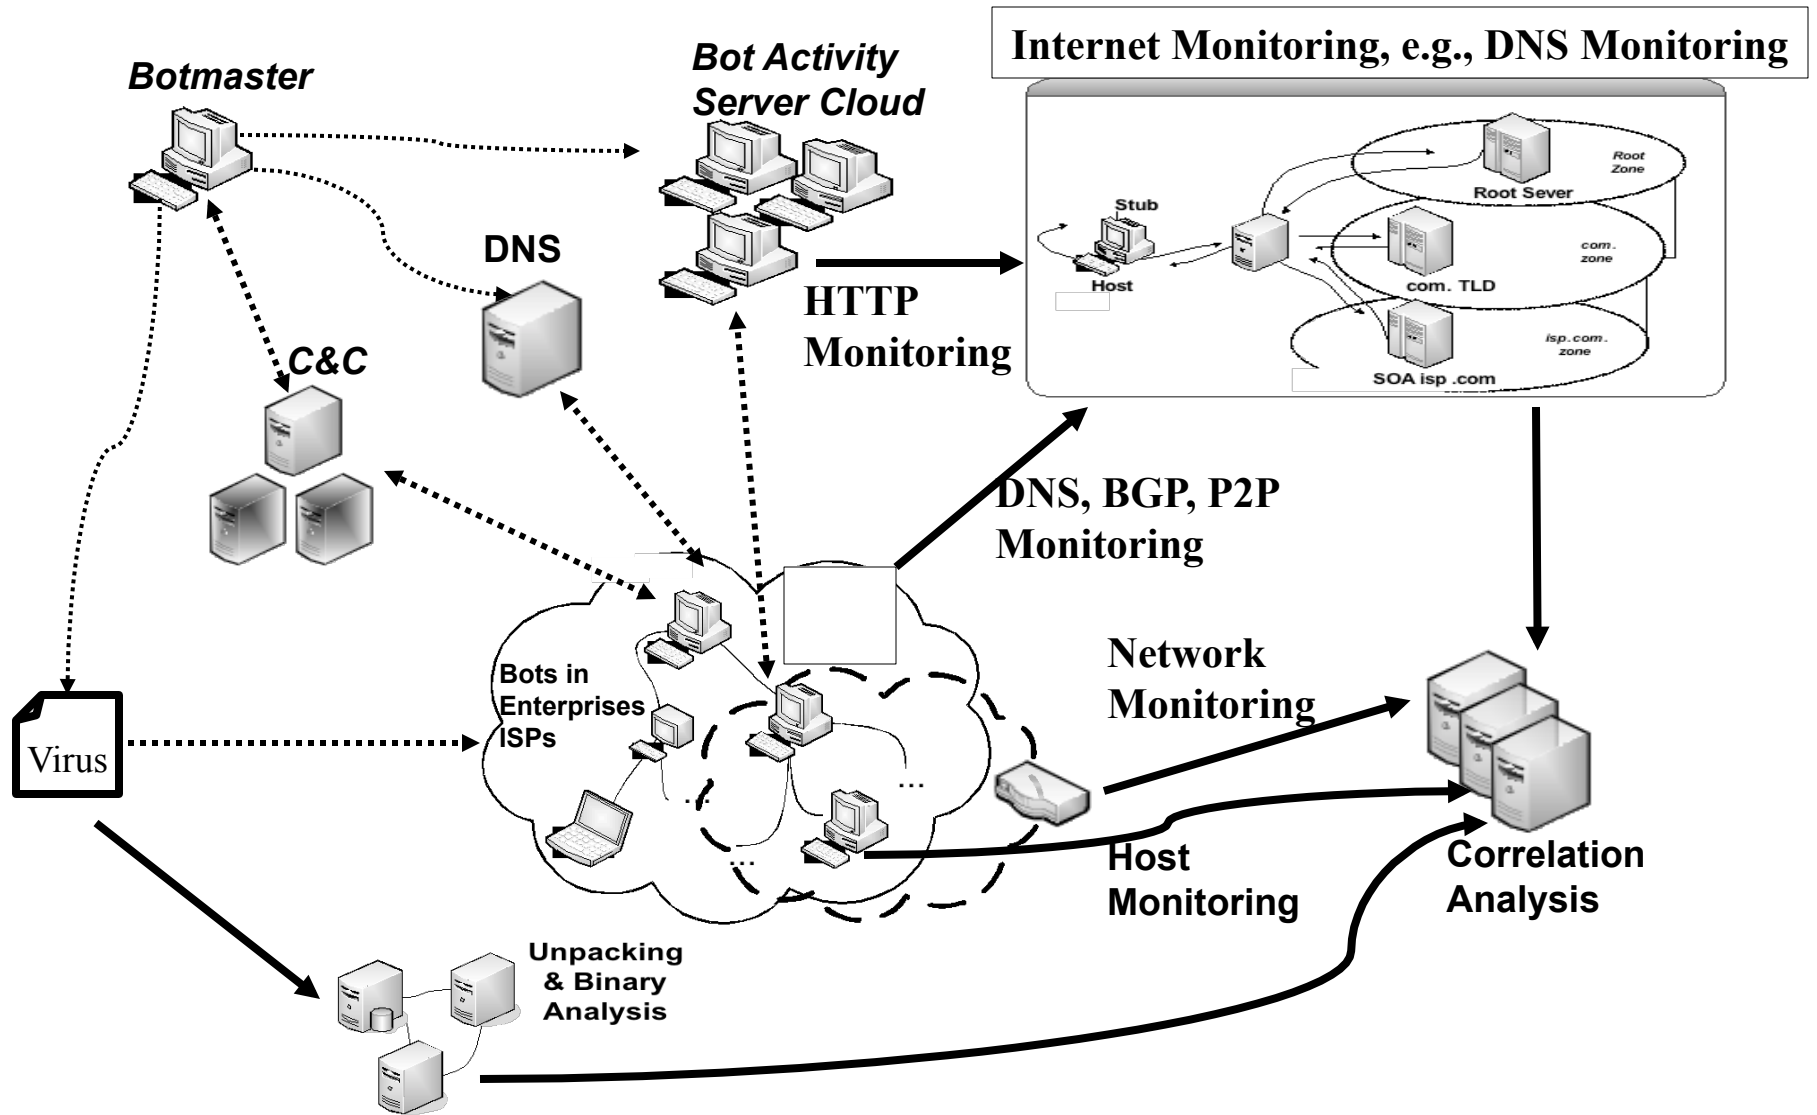 Internet Monitoring, e.g., DNS Monitoring
Botmaster
Bot Activity
Server Cloud
Root
Zone
Root Sever
Stub
Host
com.
zone
com. TLD
isp.com.
zone
SOA isp .com
DNS
HTTP
Monitoring
C&C
DNS, BGP, P2P
Monitoring
Bots in
Enterprises
ISPs
...
...
...
Network
Monitoring
Virus
Host
Monitoring
Correlation
Analysis
Unpacking
& Binary
Analysis